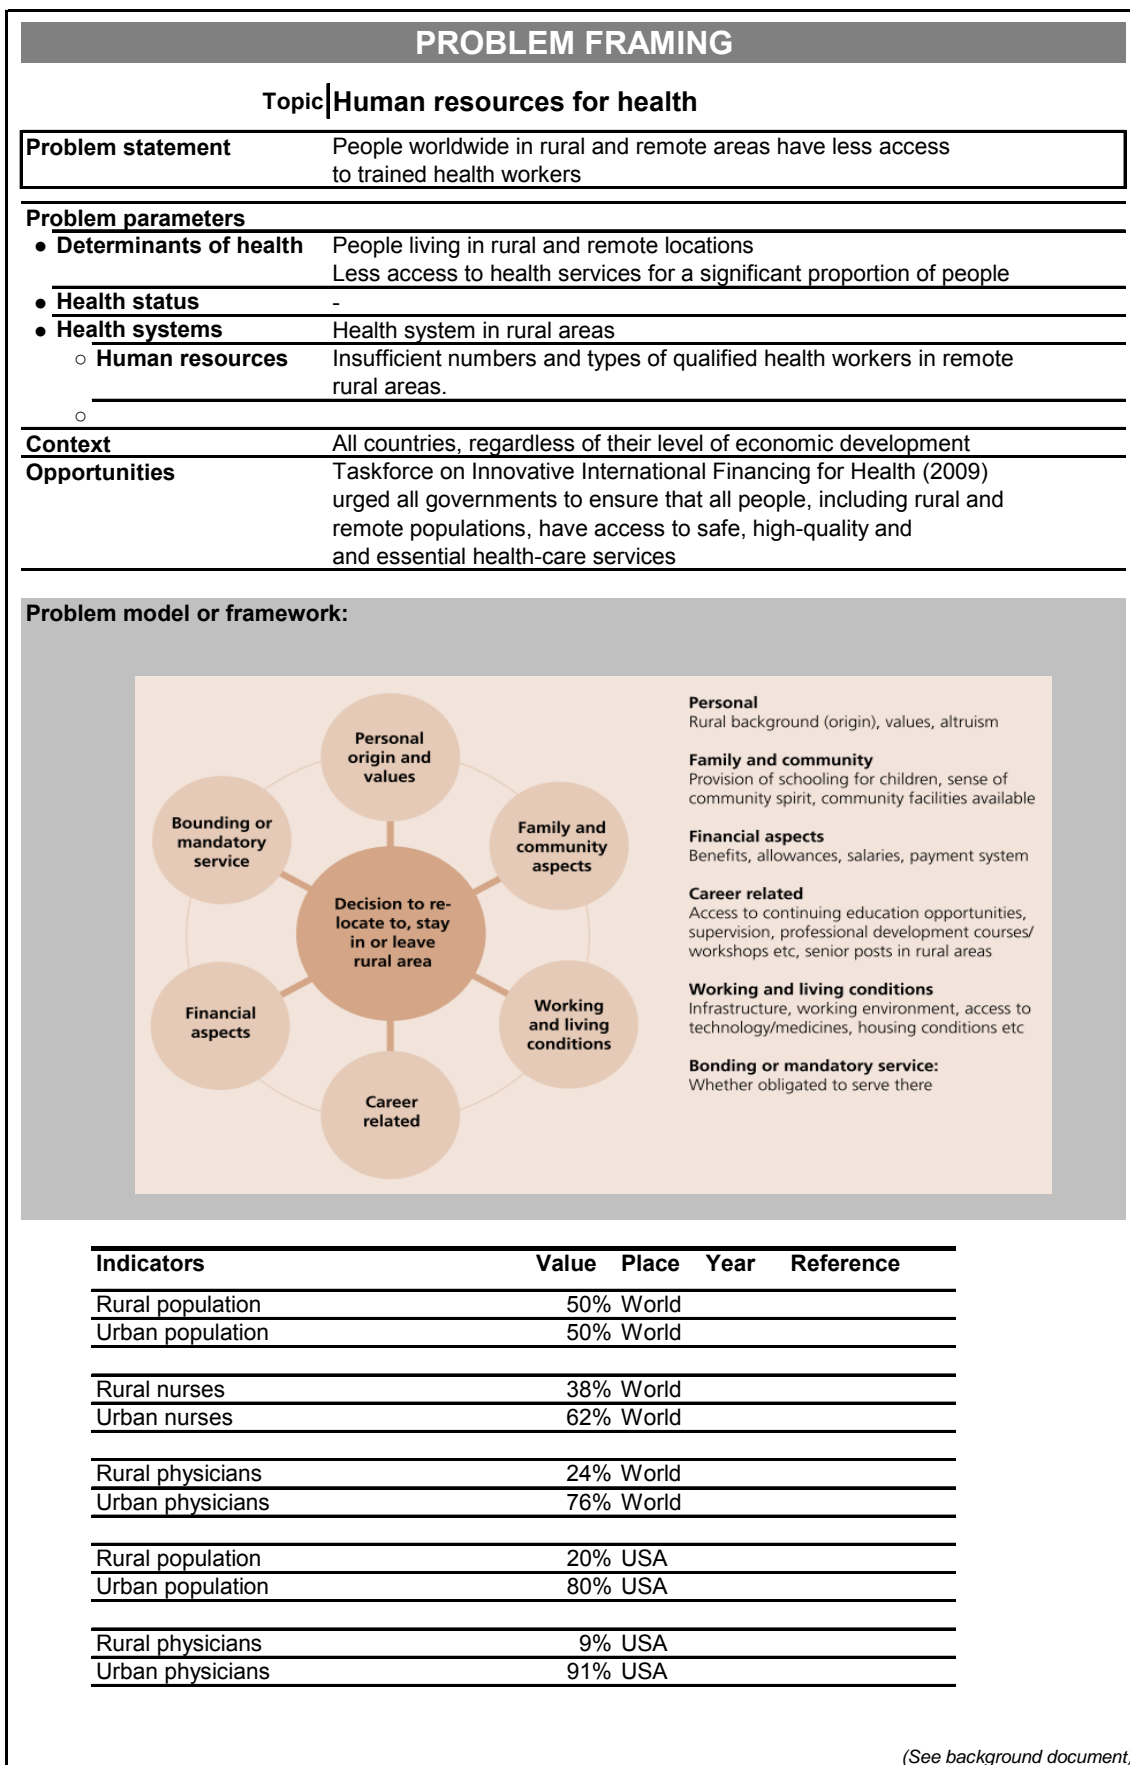 PROBLEM FRAMING
Topic Human resources for health
Problem statement People worldwide in rural and remote areas have less access
to trained health workers
Problem parameters
● Determinants of health People living in rural and remote locations
Less access to health services for a significant proportion of people
● Health status -
● Health systems Health system in rural areas
○ Human resources Insufficient numbers and types of qualified health workers in remote
rural areas.
○
Context All countries, regardless of their level of economic development
Opportunities Taskforce on Innovative International Financing for Health (2009)
urged all governments to ensure that all people, including rural and
remote populations, have access to safe, high-quality and
and essential health-care services
Problem model or framework:
Personal
origin and
values
Bounding or
mandatory
service
Family and
community
aspects
Decision to re-
locate to, stay
in or leave
rural area
Financial
aspects
Working
and living
conditions
Career
related
Personal
Rural background (origin), values, altruism
Family and community
Provision of schooling for children, sense of
community spirit, community facilities available
Financial aspects
Benefits, allowances, salaries, payment system
Career related
Access to continuing education opportunities,
supervision, professional development courses/
workshops etc, senior posts in rural areas
Working and living conditions
Infrastructure, working environment, access to
technology/medicines, housing conditions etc
Bonding or mandatory service:
Whether obligated to serve there
Indicators Value Place Year Reference
Rural population 50% World
Urban population 50% World
Rural nurses 38% World
Urban nurses 62% World
Rural physicians 24% World
Urban physicians 76% World
Rural population 20% USA
Urban population 80% USA
Rural physicians 9% USA
Urban physicians 91% USA
(See background document)